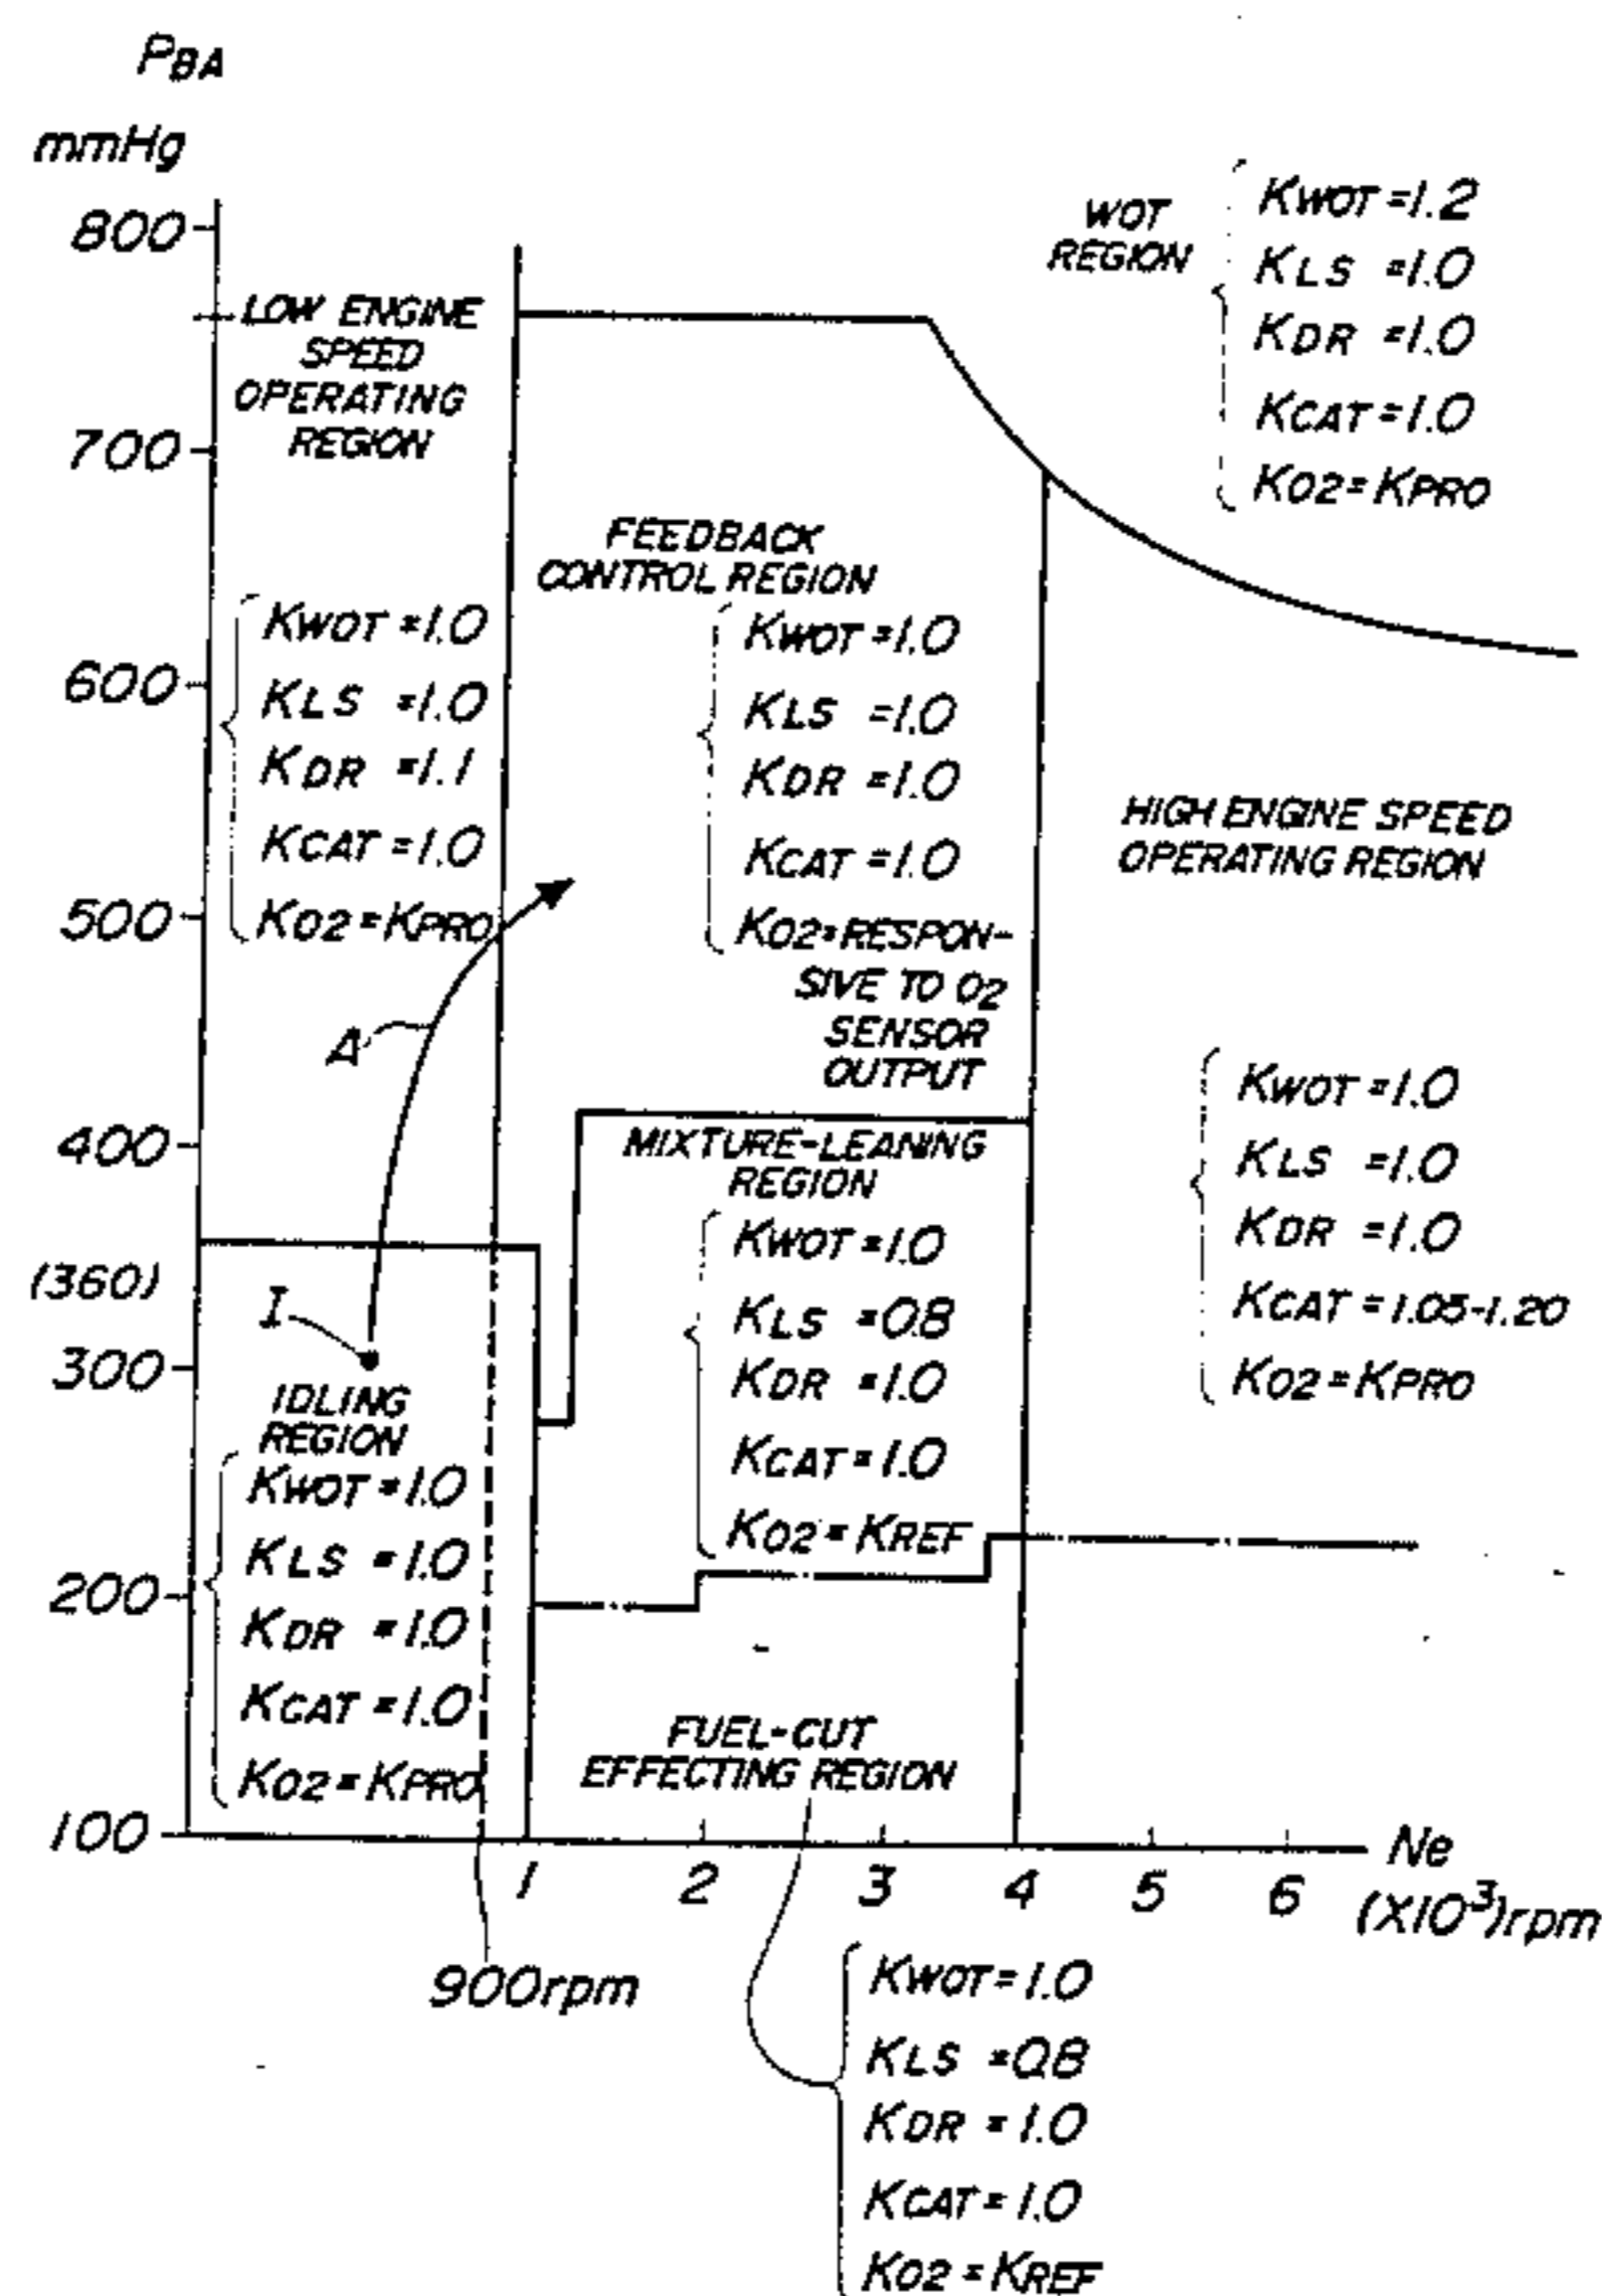 PBA
mmHg
800
700
600
500
400
(360)
300
200
100
LOW ENGINE
SPEED
OPERATING
REGION
KWOT=1.0
KLS =1.0
KDR =1.1
KCAT=1.0
KO2=KPRO
A
FEEDBACK
CONTROL REGION
KWOT=1.0
KLS =1.0
KDR =1.0
KCAT=1.0
KO2=RESPON-
SIVE TO O2
SENSOR
OUTPUT
WOT
REGION
KWOT=1.2
KLS =1.0
KDR =1.0
KCAT=1.0
KO2=KPRO
HIGH ENGINE SPEED
OPERATING REGION
KWOT=1.0
KLS =1.0
KDR =1.0
KCAT=1.05-1.20
KO2=KPRO
MIXTURE-LEANING
REGION
KWOT=1.0
KLS =0.8
KDR =1.0
KCAT=1.0
KO2=KREF
I
IDLING
REGION
KWOT=1.0
KLS =1.0
KDR =1.0
KCAT=1.0
KO2=KPRO
FUEL-CUT
EFFECTING REGION
1 2 3 4 5 6
Ne
(X10³)rpm
900rpm
KWOT=1.0
KLS =0.8
KDR =1.0
KCAT=1.0
KO2=KREF